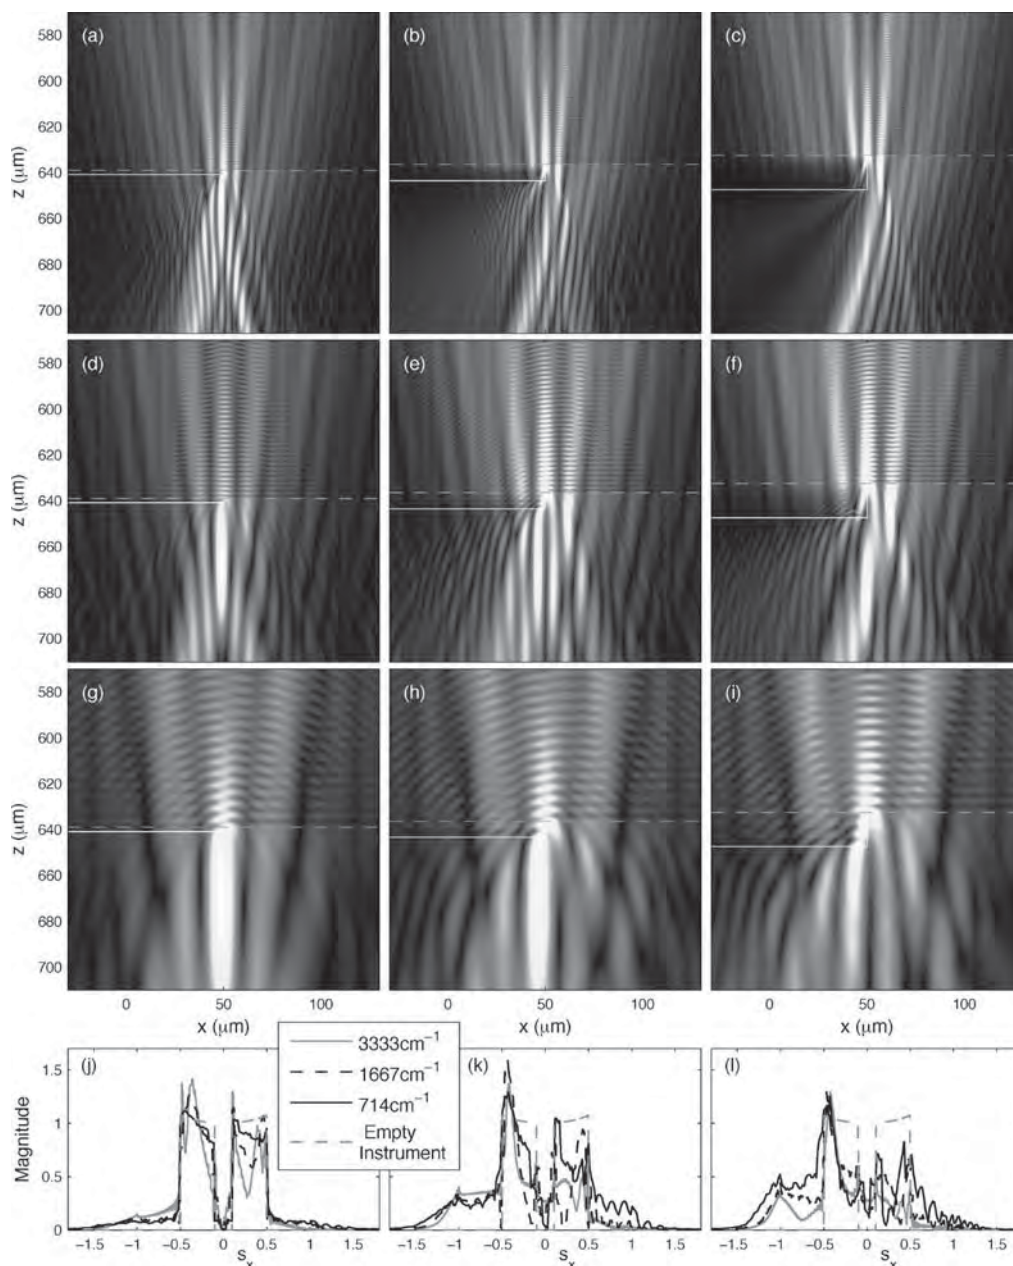 (a) (b) (c)
580
600
620
z (μm) 640
660
680
700
(d) (e) (f)
580
600
620
z (μm) 640
660
680
700
(g) (h) (i)
580
600
620
z (μm) 640
660
680
700
0 50 100 0 50 100 0 50 100
x (μm) x (μm) x (μm)
(j) (k) (l)
3333cm⁻¹
1667cm⁻¹
714cm⁻¹
Empty
Instrument
1.5
Magnitude 1
0.5
0
−1.5 −1 −0.5 0 0.5 1 1.5 −1.5 −1 −0.5 0 0.5 1 1.5 −1.5 −1 −0.5 0 0.5 1 1.5
sₓ sₓ sₓ